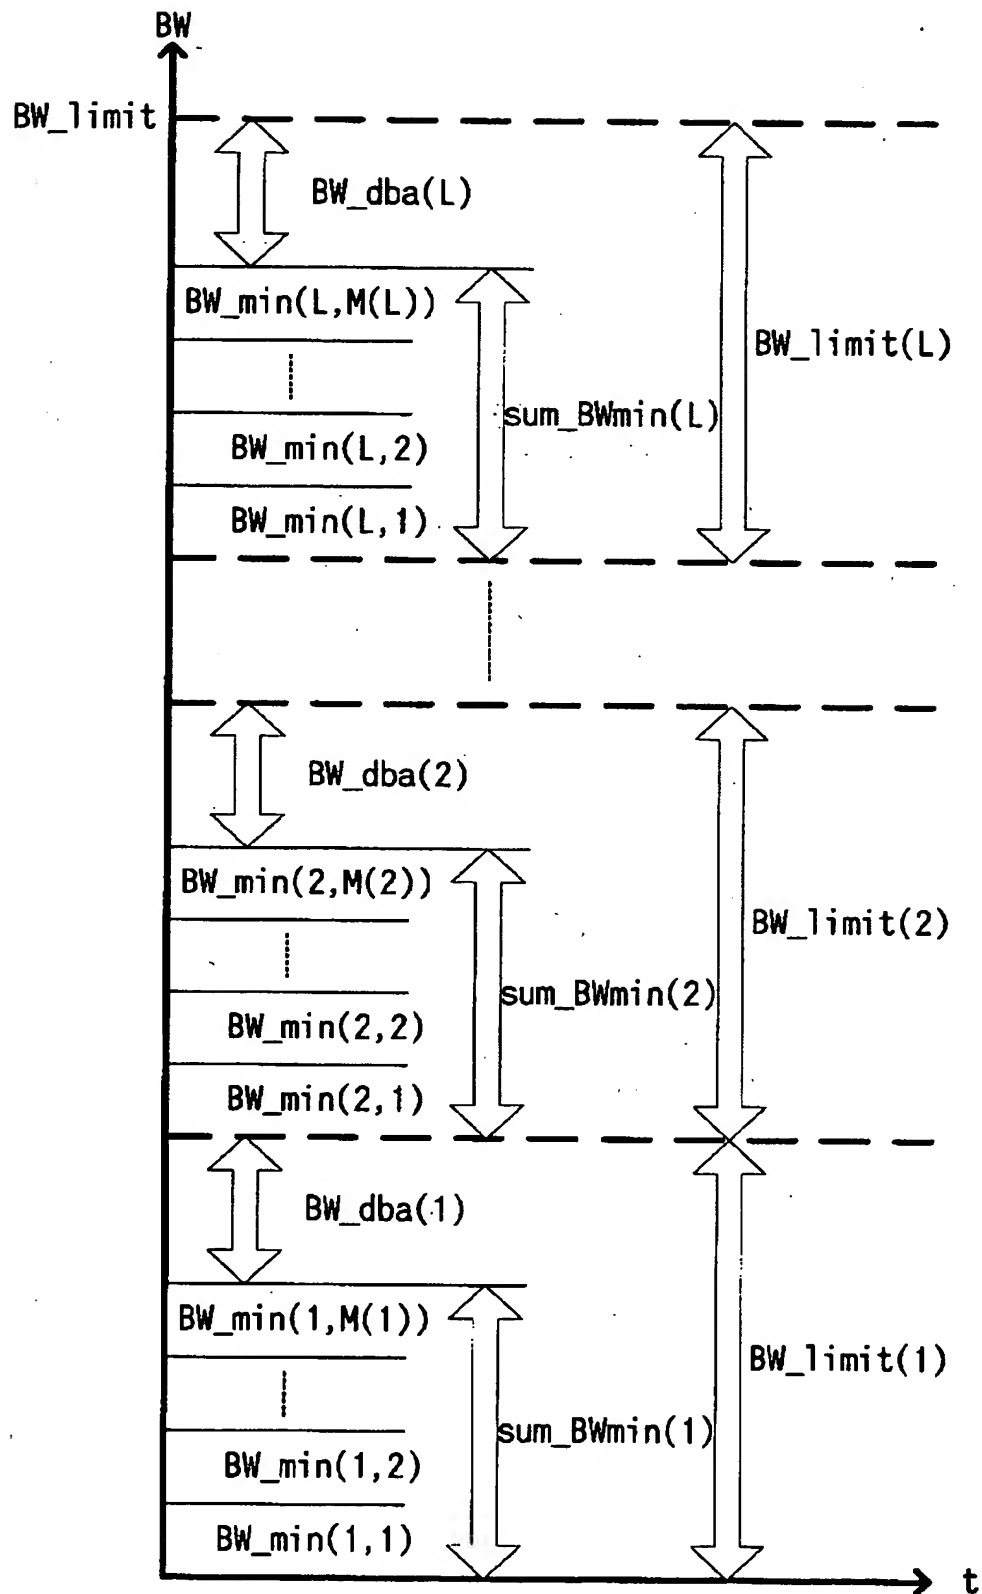 BW
BW_limit
BW_dba(L)
BW_min(L,M(L))
BW_limit(L)
sum_BWmin(L)
BW_min(L,2)
BW_min(L,1)
BW_dba(2)
BW_min(2,M(2))
BW_limit(2)
sum_BWmin(2)
BW_min(2,2)
BW_min(2,1)
BW_dba(1)
BW_min(1,M(1))
BW_limit(1)
sum_BWmin(1)
BW_min(1,2)
BW_min(1,1)
t